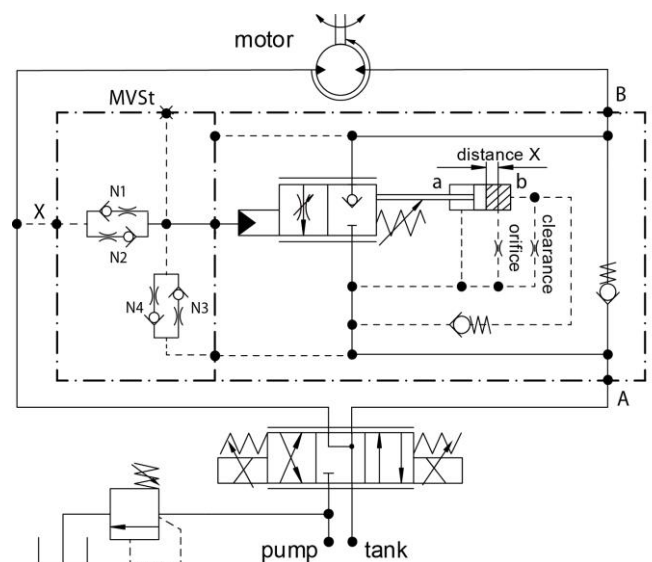 motor
MVSt
B
distance X
a
b
N1
X
N2
orifice
clearance
N4
N3
A
pump
tank